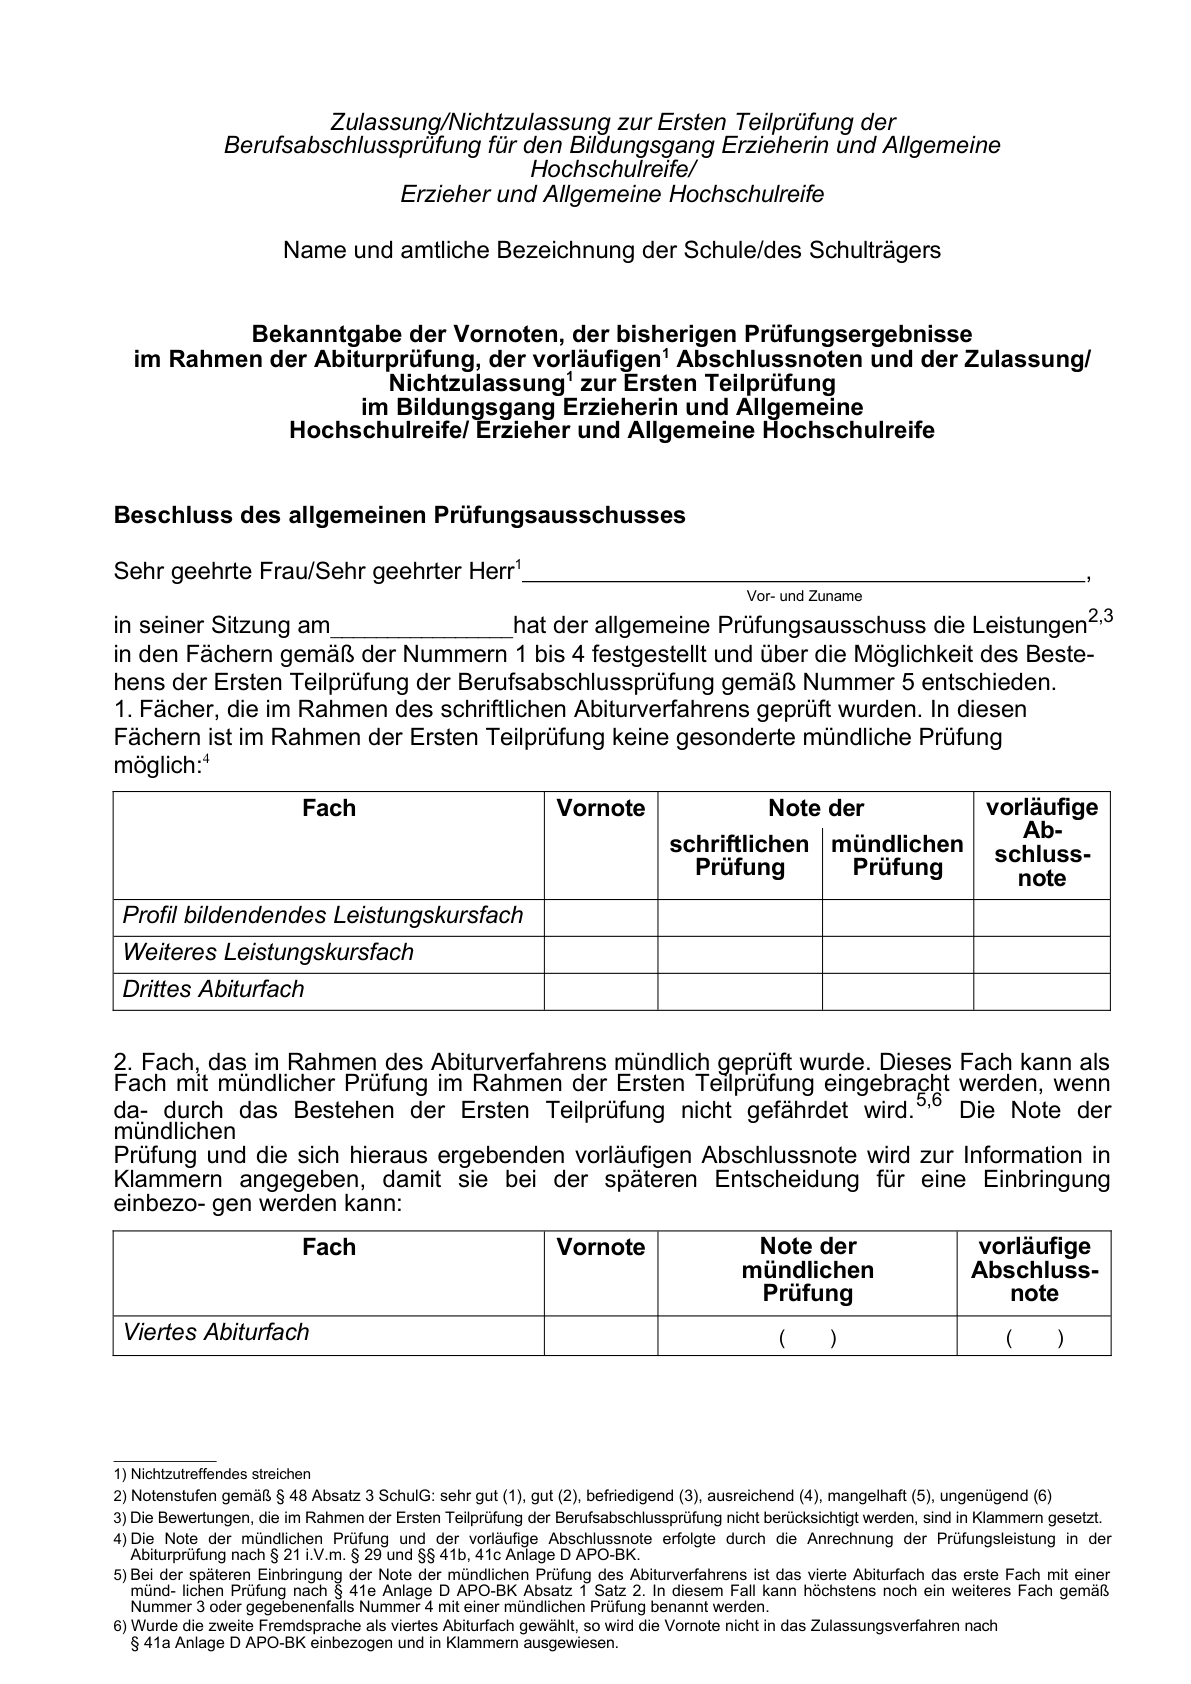 Zulassung/Nichtzulassung zur Ersten Teilprüfung der
Berufsabschlussprüfung für den Bildungsgang Erzieherin und Allgemeine
Hochschulreife/
Erzieher und Allgemeine Hochschulreife
Name und amtliche Bezeichnung der Schule/des Schulträgers
Bekanntgabe der Vornoten, der bisherigen Prüfungsergebnisse
im Rahmen der Abiturprüfung, der vorläufigen1 Abschlussnoten und der Zulassung/
Nichtzulassung1 zur Ersten Teilprüfung
im Bildungsgang Erzieherin und Allgemeine
Hochschulreife/ Erzieher und Allgemeine Hochschulreife
Beschluss des allgemeinen Prüfungsausschusses
Sehr geehrte Frau/Sehr geehrter Herr1__________________________________________,
Vor- und Zuname
in seiner Sitzung am______________hat der allgemeine Prüfungsausschuss die Leistungen2,3
in den Fächern gemäß der Nummern 1 bis 4 festgestellt und über die Möglichkeit des Beste-
hens der Ersten Teilprüfung der Berufsabschlussprüfung gemäß Nummer 5 entschieden.
1. Fächer, die im Rahmen des schriftlichen Abiturverfahrens geprüft wurden. In diesen
Fächern ist im Rahmen der Ersten Teilprüfung keine gesonderte mündliche Prüfung
möglich:4
Fach Vornote Note der vorläufige
Ab-
schriftlichen mündlichen schluss-
Prüfung Prüfung note
Profil bildendendes Leistungskursfach
Weiteres Leistungskursfach
Drittes Abiturfach
2. Fach, das im Rahmen des Abiturverfahrens mündlich geprüft wurde. Dieses Fach kann als
Fach mit mündlicher Prüfung im Rahmen der Ersten Teilprüfung eingebracht werden, wenn
da- durch das Bestehen der Ersten Teilprüfung nicht gefährdet wird.5,6 Die Note der
mündlichen
Prüfung und die sich hieraus ergebenden vorläufigen Abschlussnote wird zur Information in
Klammern angegeben, damit sie bei der späteren Entscheidung für eine Einbringung
einbezo- gen werden kann:
Fach Vornote Note der vorläufige
mündlichen Abschluss-
Prüfung note
Viertes Abiturfach ( ) ( )
1) Nichtzutreffendes streichen
2) Notenstufen gemäß § 48 Absatz 3 SchulG: sehr gut (1), gut (2), befriedigend (3), ausreichend (4), mangelhaft (5), ungenügend (6)
3) Die Bewertungen, die im Rahmen der Ersten Teilprüfung der Berufsabschlussprüfung nicht berücksichtigt werden, sind in Klammern gesetzt.
4) Die Note der mündlichen Prüfung und der vorläufige Abschlussnote erfolgte durch die Anrechnung der Prüfungsleistung in der
Abiturprüfung nach § 21 i.V.m. § 29 und §§ 41b, 41c Anlage D APO-BK.
5) Bei der späteren Einbringung der Note der mündlichen Prüfung des Abiturverfahrens ist das vierte Abiturfach das erste Fach mit einer
münd- lichen Prüfung nach § 41e Anlage D APO-BK Absatz 1 Satz 2. In diesem Fall kann höchstens noch ein weiteres Fach gemäß
Nummer 3 oder gegebenenfalls Nummer 4 mit einer mündlichen Prüfung benannt werden.
6) Wurde die zweite Fremdsprache als viertes Abiturfach gewählt, so wird die Vornote nicht in das Zulassungsverfahren nach
§ 41a Anlage D APO-BK einbezogen und in Klammern ausgewiesen.